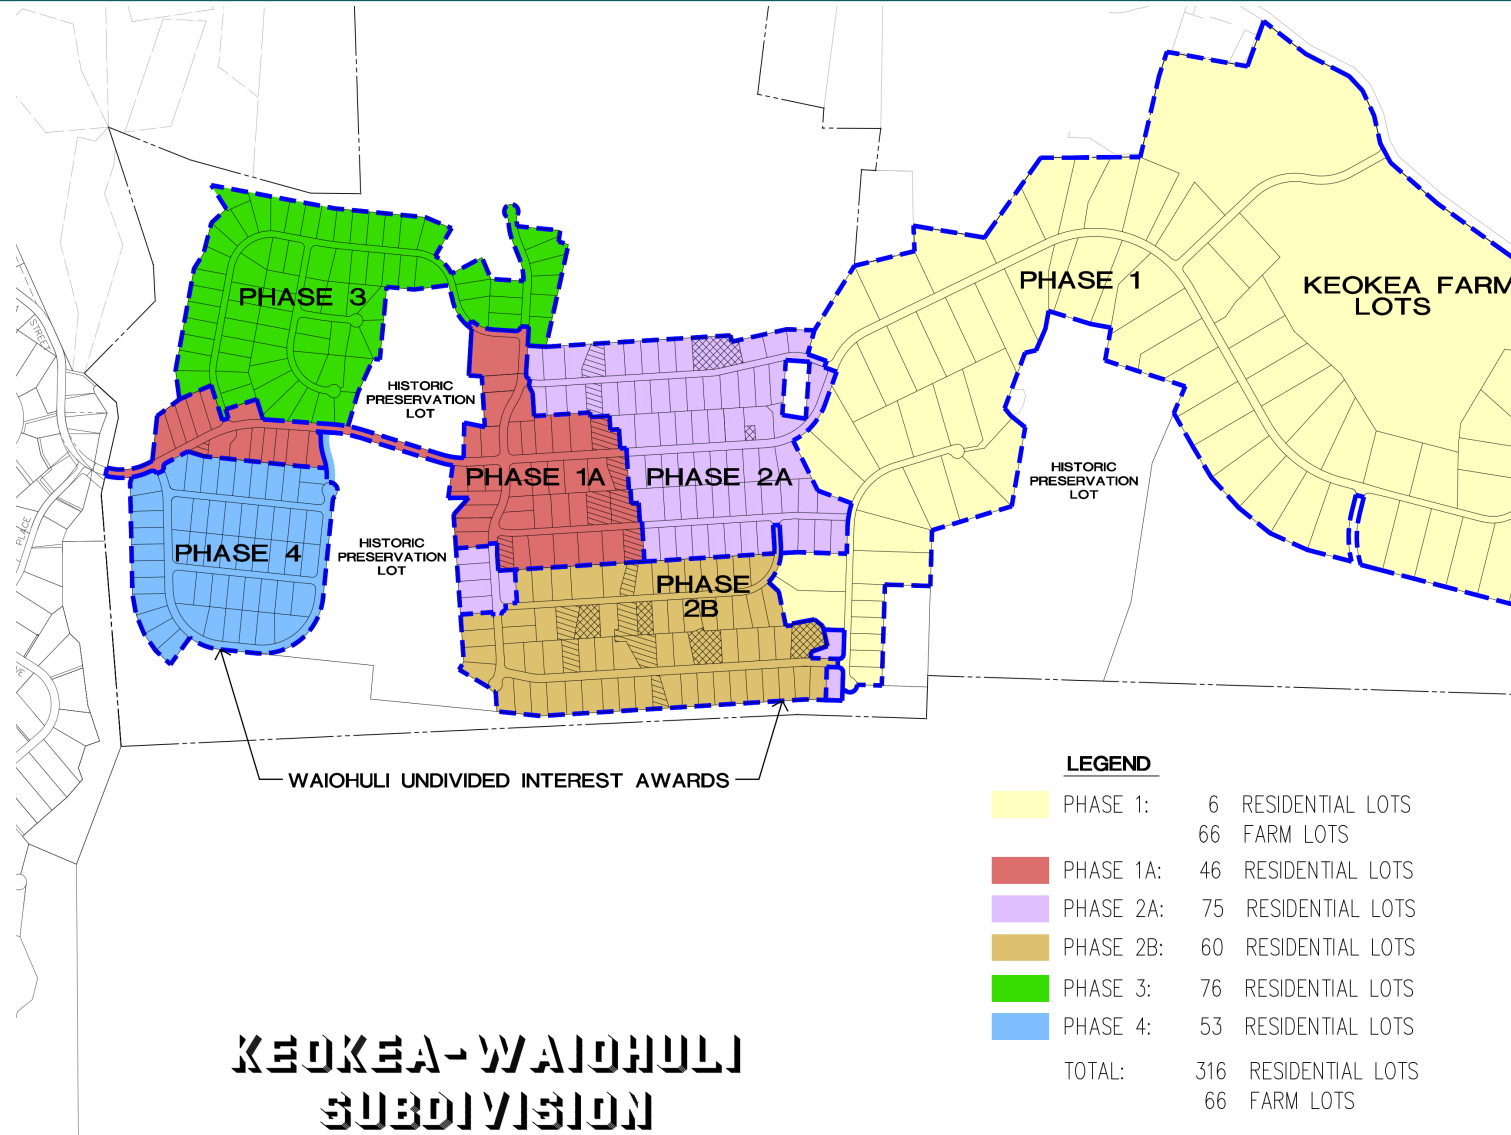 STREET
PHASE 3
PHASE 1
KEOKEA FARM
LOTS
HISTORIC
PRESERVATION
LOT
PHASE 1A
PHASE 2A
HISTORIC
PRESERVATION
LOT
PLACE
PHASE 4
HISTORIC
PRESERVATION
LOT
PHASE
2B
WAIOHULI UNDIVIDED INTEREST AWARDS
LEGEND
PHASE 1: 6 RESIDENTIAL LOTS
66 FARM LOTS
PHASE 1A: 46 RESIDENTIAL LOTS
PHASE 2A: 75 RESIDENTIAL LOTS
PHASE 2B: 60 RESIDENTIAL LOTS
PHASE 3: 76 RESIDENTIAL LOTS
PHASE 4: 53 RESIDENTIAL LOTS
TOTAL: 316 RESIDENTIAL LOTS
66 FARM LOTS
KEOKEA-WAIOHULI
SUBDIVISION